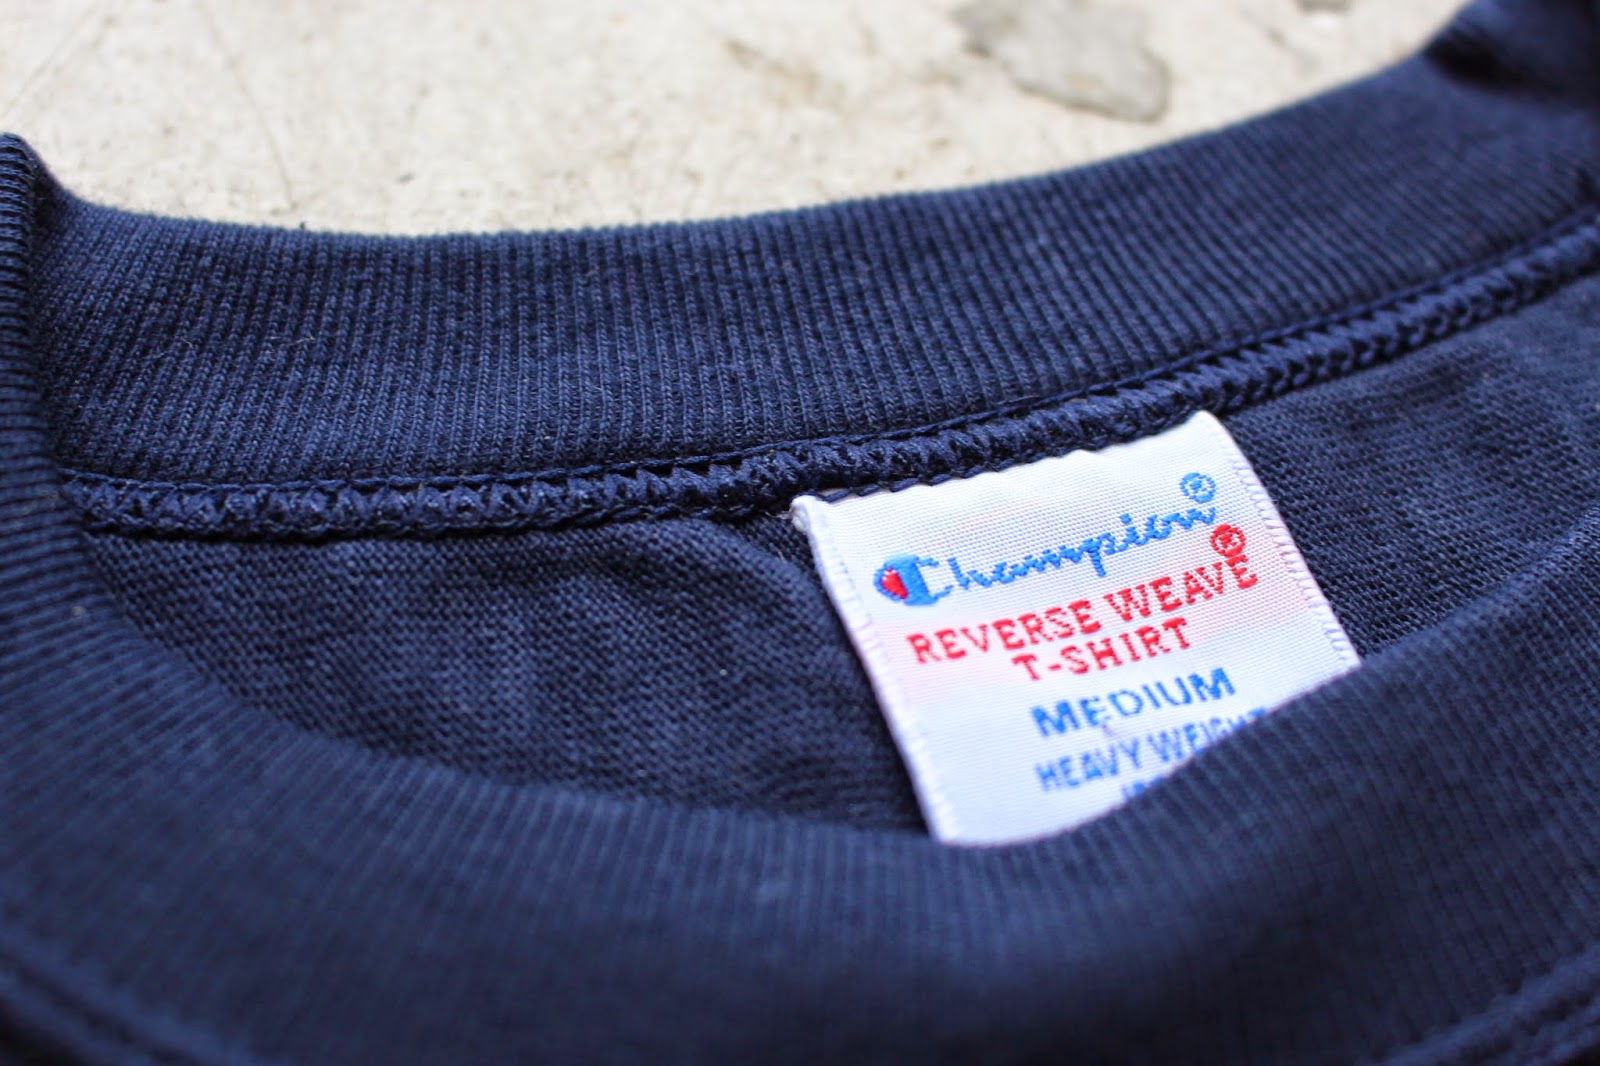 Champion®
REVERSE WEAVE®
T-SHIRT
MEDIUM
HEAVY WEIGHT